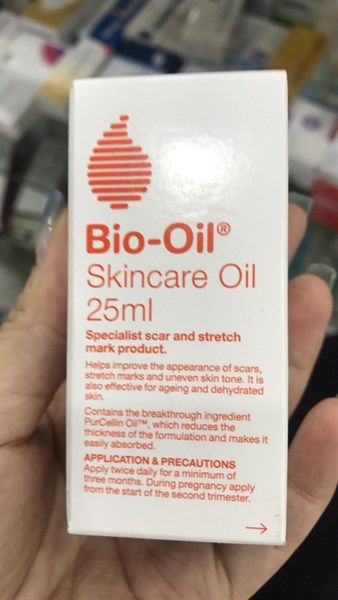 Bio-Oil®
Skincare Oil
25ml
Specialist scar and stretch
mark product.
Helps improve the appearance of scars,
stretch marks and uneven skin tone. It is
also effective for ageing and dehydrated
skin.
Contains the breakthrough ingredient
PurCellin Oil™, which reduces the
thickness of the formulation and makes it
easily absorbed.
APPLICATION & PRECAUTIONS
Apply twice daily for a minimum of
three months. During pregnancy apply
from the start of the second trimester.